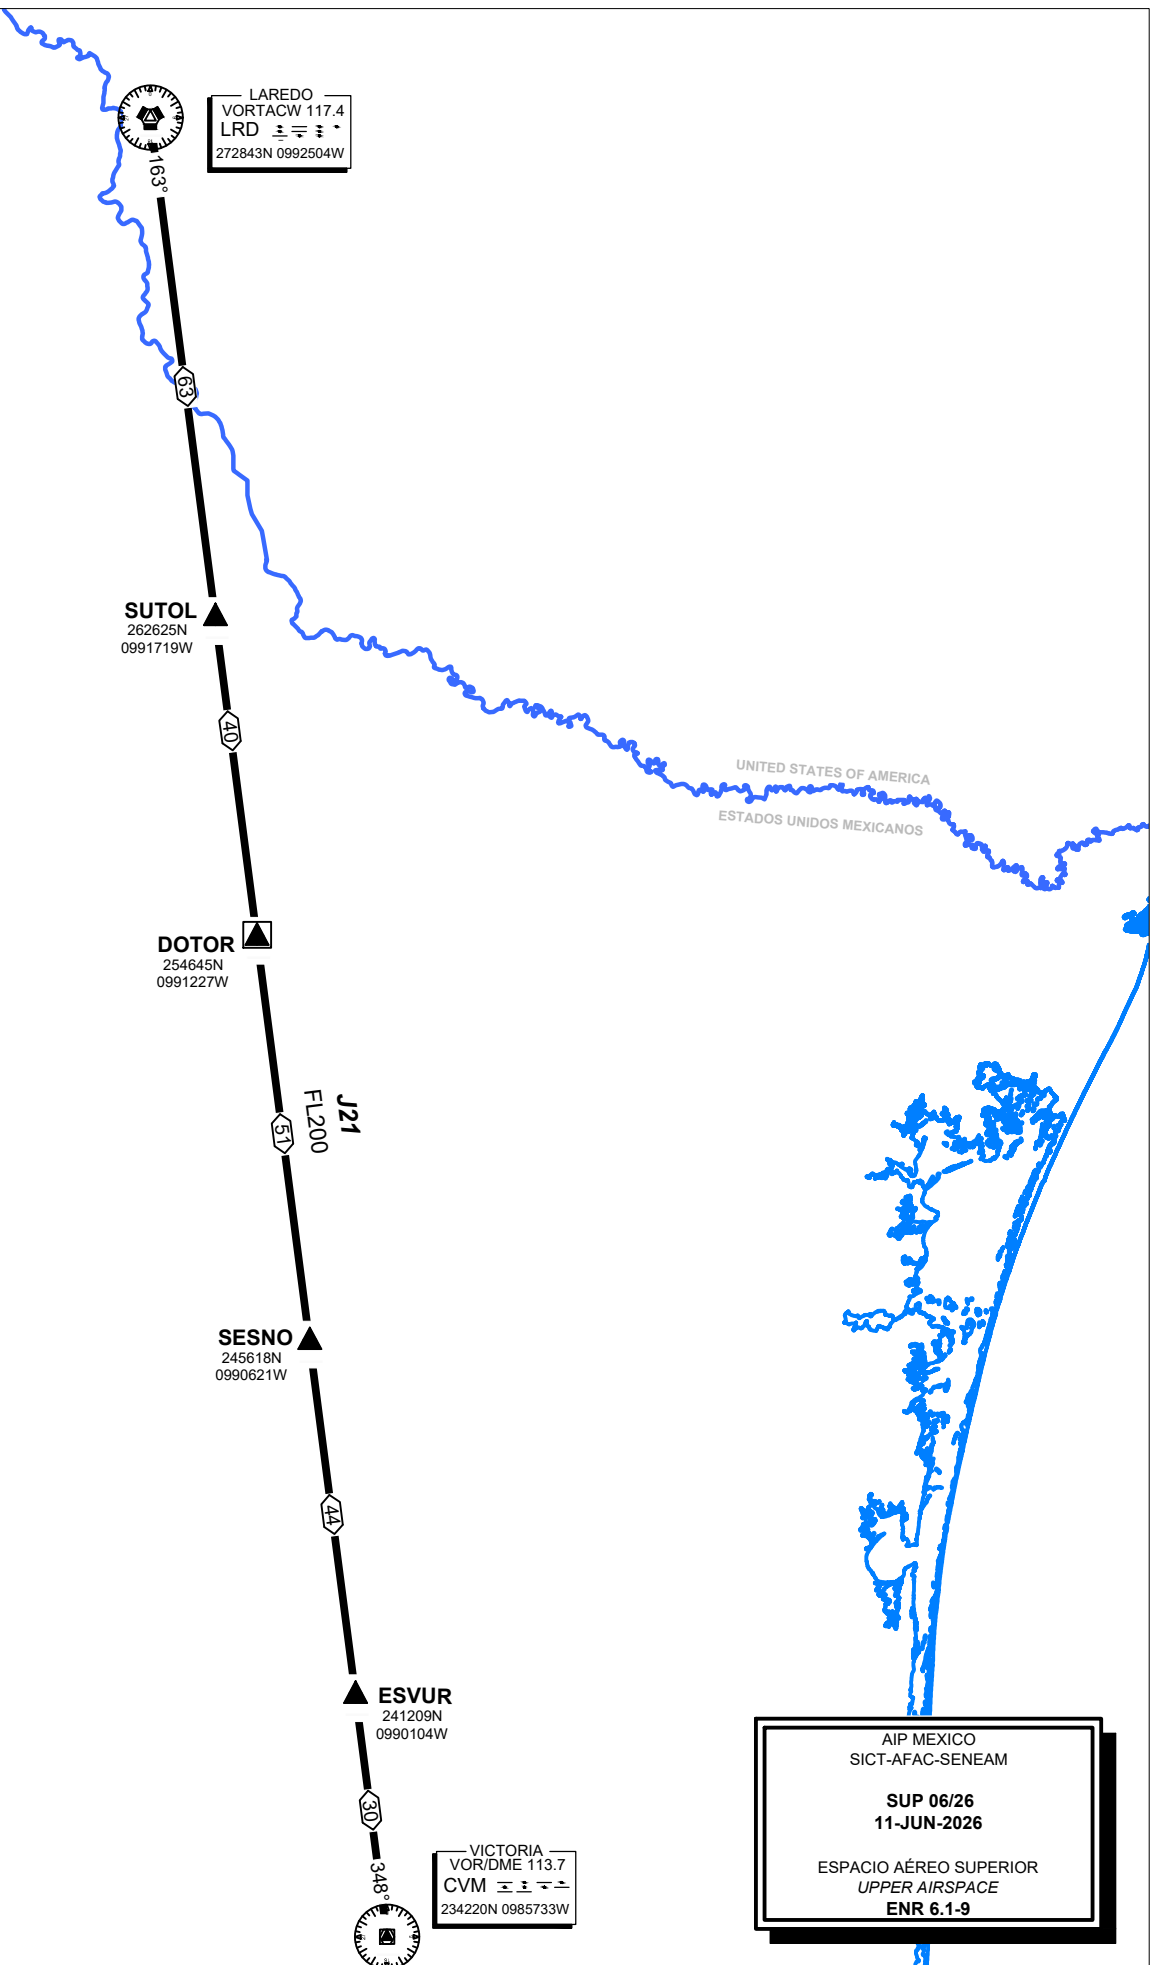 LAREDO
VORTACW 117.4
LRD
272843N 0992504W
163°
63
SUTOL
262625N
0991719W
40
UNITED STATES OF AMERICA
ESTADOS UNIDOS MEXICANOS
DOTOR
254645N
0991227W
J21
FL200
51
SESNO
245618N
0990621W
44
ESVUR
241209N
0990104W
30
348°
VICTORIA
VOR/DME 113.7
CVM
234220N 0985733W
AIP MEXICO
SICT-AFAC-SENEAM
SUP 06/26
11-JUN-2026
ESPACIO AÉREO SUPERIOR
UPPER AIRSPACE
ENR 6.1-9